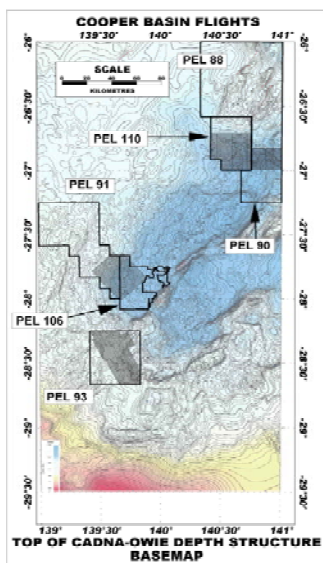 COOPER BASIN FLIGHTS
139°30' 140° 140°30' 141°
-26° -26°
SCALE
KILOMETRES
PEL 88
-26°30' -26°30'
PEL 110
-27° -27°
PEL 91
PEL 90
-27°30' -27°30'
-28° -28°
PEL 106
-28°30' -28°30'
PEL 93
-29° -29°
-29°30' -29°30'
139° 139°30' 140° 140°30' 141°
TOP OF CADNA-OWIE DEPTH STRUCTURE
BASEMAP